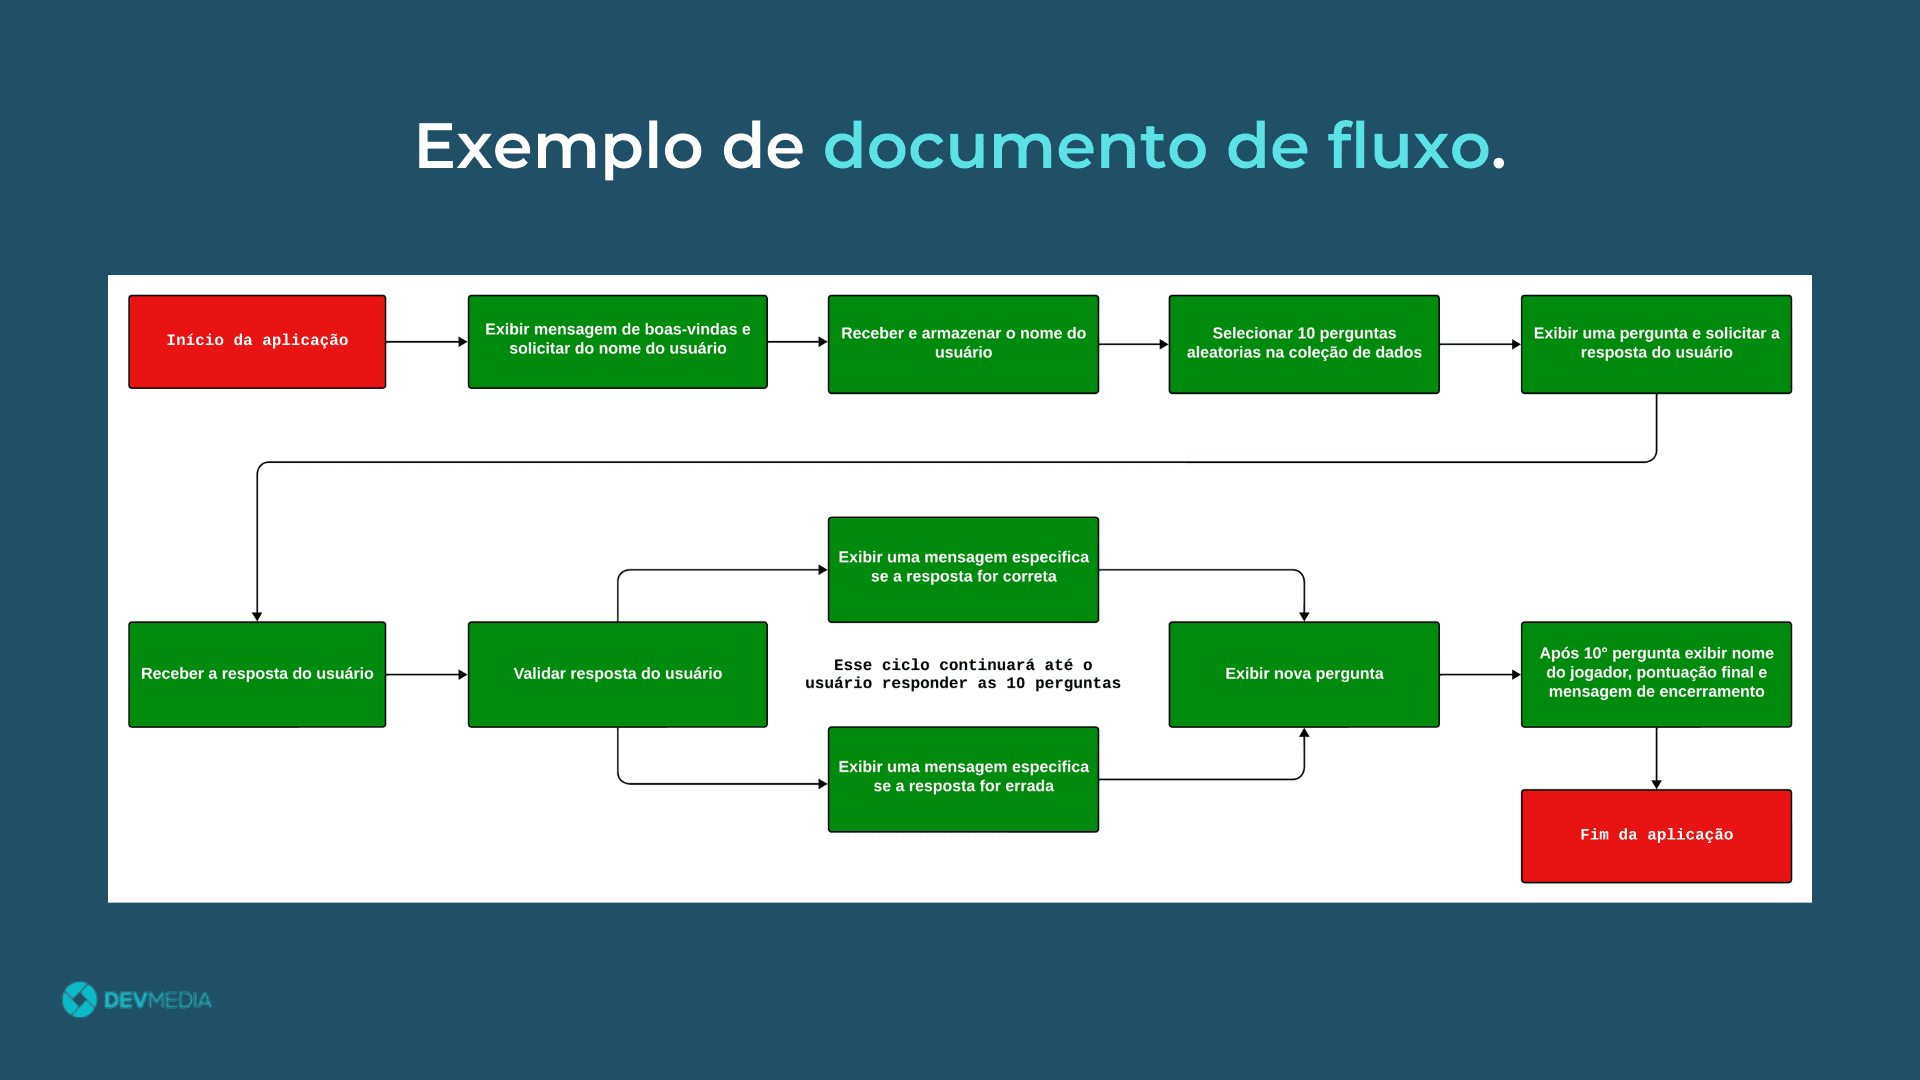 Exemplo de documento de fluxo.
Início da aplicação
Exibir mensagem de boas-vindas e
solicitar do nome do usuário
Receber e armazenar o nome do
usuário
Selecionar 10 perguntas
aleatorias na coleção de dados
Exibir uma pergunta e solicitar a
resposta do usuário
Receber a resposta do usuário
Validar resposta do usuário
Exibir uma mensagem especifica
se a resposta for correta
Esse ciclo continuará até o
usuário responder as 10 perguntas
Exibir uma mensagem especifica
se a resposta for errada
Exibir nova pergunta
Após 10° pergunta exibir nome
do jogador, pontuação final e
mensagem de encerramento
Fim da aplicação
DEVMEDIA